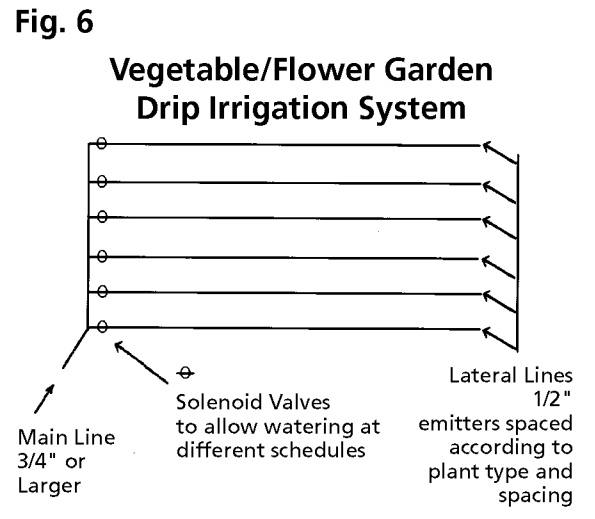 Fig. 6
Vegetable/Flower Garden
Drip Irrigation System
Solenoid Valves
to allow watering at
different schedules
Main Line
3/4" or
Larger
Lateral Lines
1/2"
emitters spaced
according to
plant type and
spacing